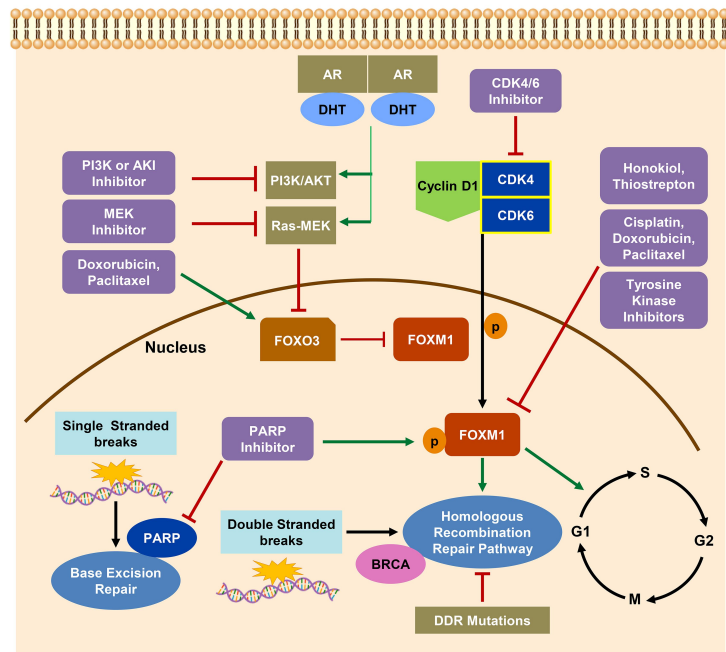 AR
AR
DHT
DHT
CDK4/6
Inhibitor
PI3K or AKI
Inhibitor
PI3K/AKT
Cyclin D1
CDK4
CDK6
Honokiol,
Thiostrepton
MEK
Inhibitor
Ras-MEK
Cisplatin,
Doxorubicin,
Paclitaxel
Doxorubicin,
Paclitaxel
Tyrosine
Kinase
Inhibitors
Nucleus
FOXO3
FOXM1
p
Single Stranded
breaks
PARP
Inhibitor
p
FOXM1
S
G1
G2
M
PARP
Base Excision
Repair
Double Stranded
breaks
Homologous
Recombination
Repair Pathway
BRCA
DDR Mutations